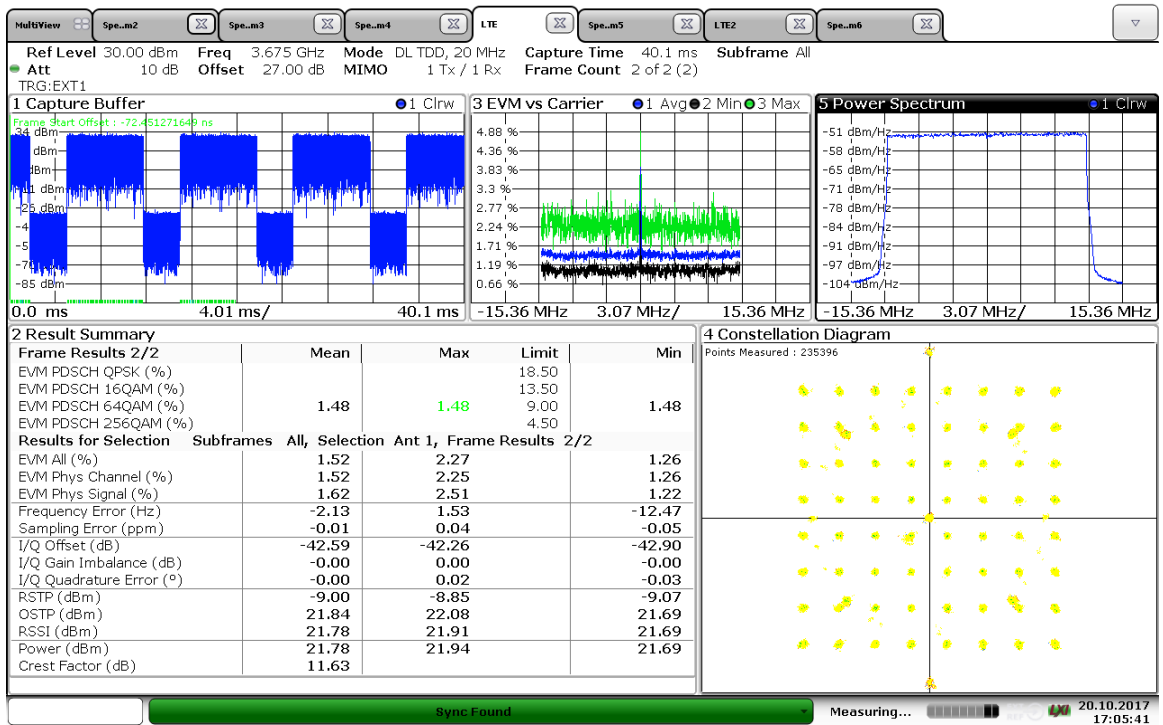 MultiView Spe..m2 Spe..m3 Spe..m4 LTE Spe..m5 LTE2 Spe..m6
Ref Level 30.00 dBm Freq 3.675 GHz Mode DL TDD, 20 MHz Capture Time 40.1 ms Subframe All
Att 10 dB Offset 27.00 dB MIMO 1 Tx / 1 Rx Frame Count 2 of 2 (2)
TRG:EXT1
1 Capture Buffer 1 Clrw
Frame Start Offset : -72.451271649 ns
34 dBm
dBm
dBm
dBm
-25 dBm
-85 dBm
0.0 ms 4.01 ms/ 40.1 ms
3 EVM vs Carrier 1 Avg 2 Min 3 Max
4.88 %
4.36 %
3.83 %
3.3 %
2.77 %
2.24 %
1.71 %
1.19 %
0.66 %
-15.36 MHz 3.07 MHz/ 15.36 MHz
5 Power Spectrum 1 Clrw
-51 dBm/Hz
-58 dBm/Hz
-65 dBm/Hz
-71 dBm/Hz
-78 dBm/Hz
-84 dBm/Hz
-91 dBm/Hz
-97 dBm/Hz
-104 dBm/Hz
-15.36 MHz 3.07 MHz/ 15.36 MHz
2 Result Summary
Frame Results 2/2 Mean Max Limit Min
EVM PDSCH QPSK (%) 18.50
EVM PDSCH 16QAM (%) 13.50
EVM PDSCH 64QAM (%) 1.48 1.48 9.00 1.48
EVM PDSCH 256QAM (%) 4.50
Results for Selection Subframes All, Selection Ant 1, Frame Results 2/2
EVM All (%) 1.52 2.27 1.26
EVM Phys Channel (%) 1.52 2.25 1.26
EVM Phys Signal (%) 1.62 2.51 1.22
Frequency Error (Hz) -2.13 1.53 -12.47
Sampling Error (ppm) -0.01 0.04 -0.05
I/Q Offset (dB) -42.59 -42.26 -42.90
I/Q Gain Imbalance (dB) -0.00 0.00 -0.00
I/Q Quadrature Error (°) -0.00 0.02 -0.03
RSTP (dBm) -9.00 -8.85 -9.07
OSTP (dBm) 21.84 22.08 21.69
RSSI (dBm) 21.78 21.91 21.69
Power (dBm) 21.78 21.94 21.69
Crest Factor (dB) 11.63
4 Constellation Diagram
Points Measured : 235396
Sync Found
Measuring...
REF
LXI
20.10.2017
17:05:41